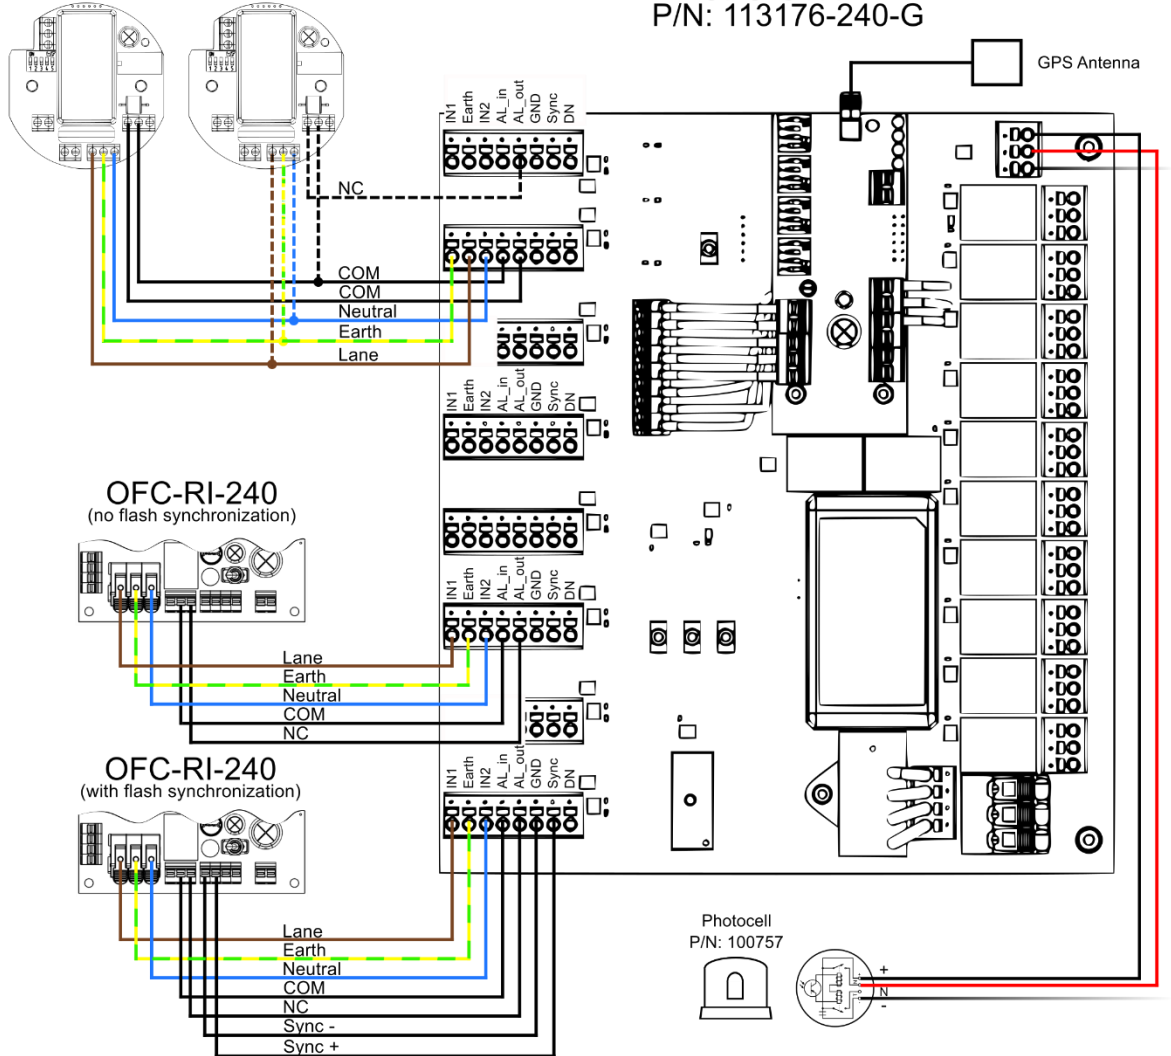 P/N: 113176-240-G
GPS Antenna
IN1
Earth
IN2
AL_in
AL_out
GND
Sync
DN
NC
COM
COM
Neutral
Earth
Lane
IN1
Earth
IN2
AL_in
AL_out
GND
Sync
DN
OFC-RI-240
(no flash synchronization)
IN1
Earth
IN2
AL_in
AL_out
GND
Sync
DN
Lane
Earth
Neutral
COM
NC
OFC-RI-240
(with flash synchronization)
IN1
Earth
IN2
AL_in
AL_out
GND
Sync
DN
Lane
Earth
Neutral
COM
NC
Sync -
Sync +
Photocell
P/N: 100757
+
N
-